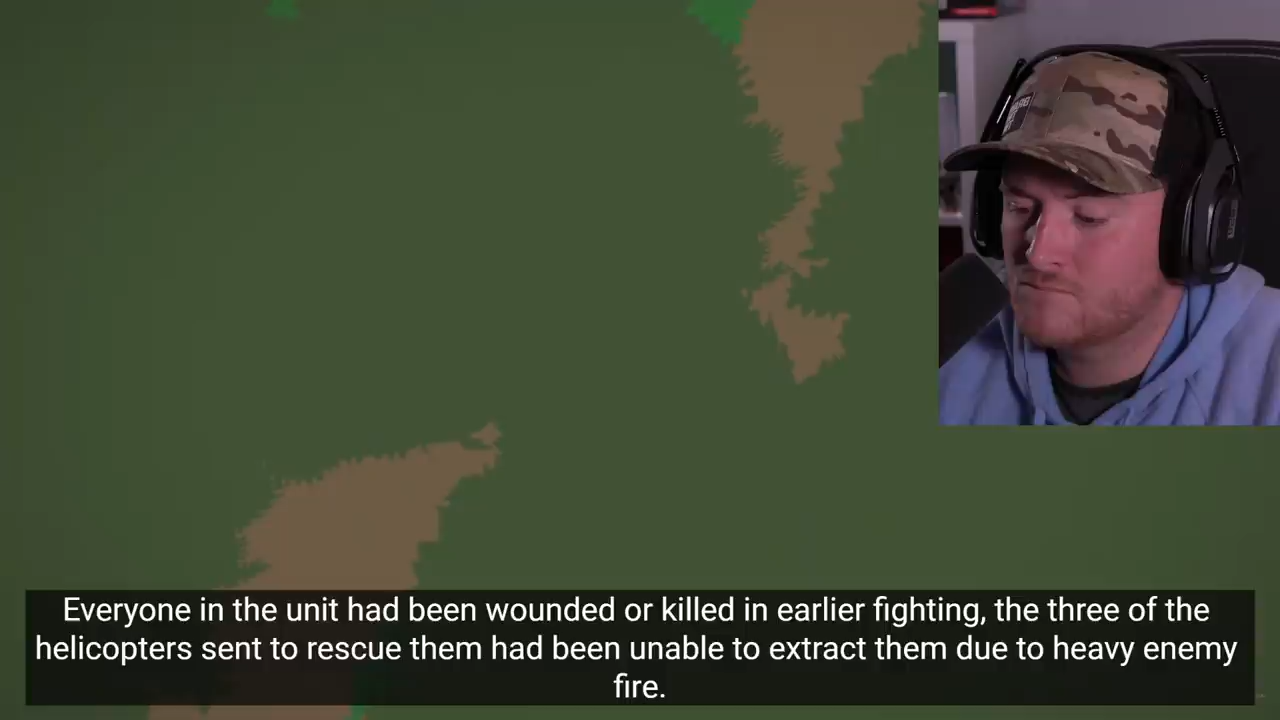 Everyone in the unit had been wounded or killed in earlier fighting, the three of the
helicopters sent to rescue them had been unable to extract them due to heavy enemy
fire.